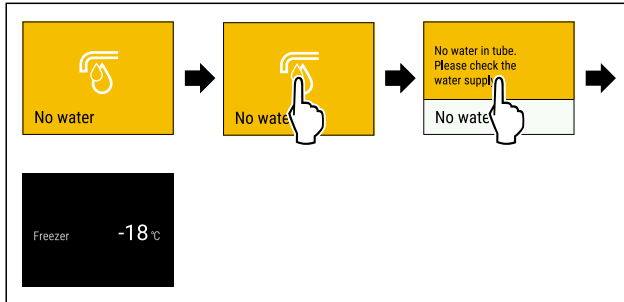 No water
No wate
No water in tube.
Please check the
water supply
No wate
Freezer -18 °C